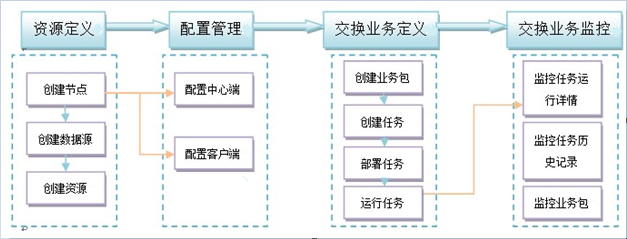 资源定义
配置管理
交换业务定义
交换业务监控
创建节点
创建数据源
创建资源
配置中心端
配置客户端
创建业务包
创建任务
部署任务
运行任务
监控任务运
行详情
监控任务历
史记录
监控业务包